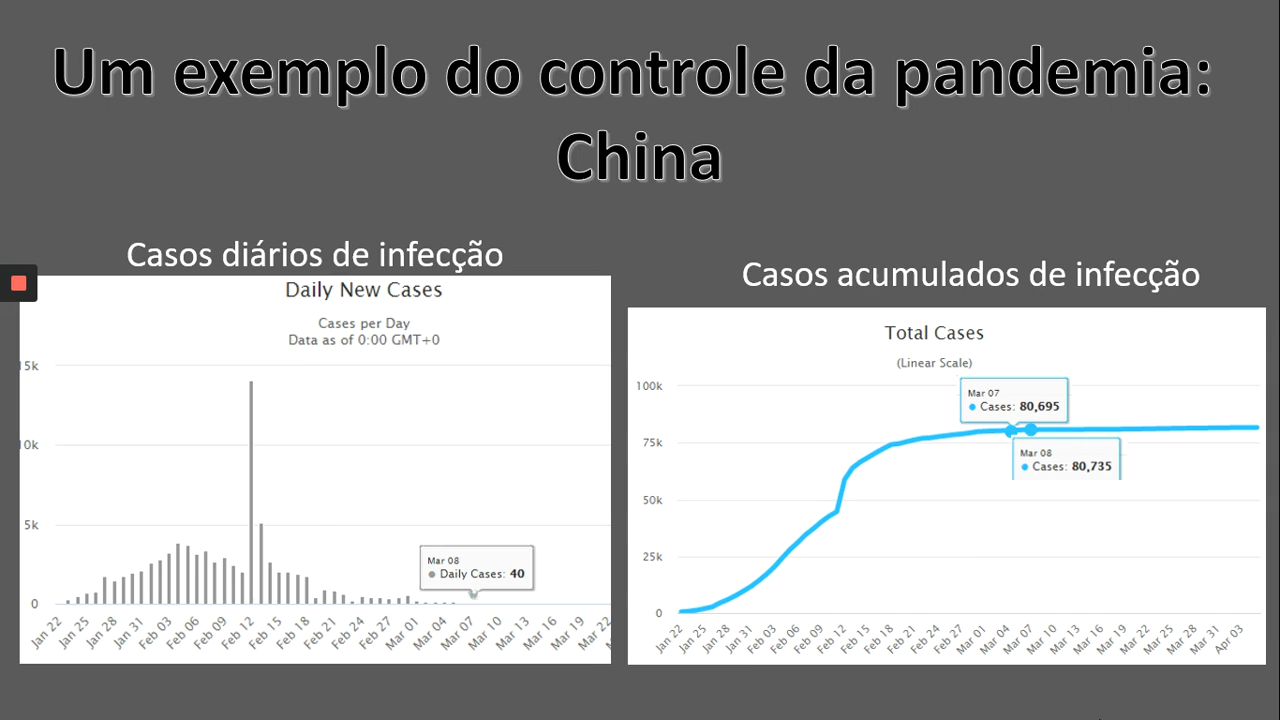 Um exemplo do controle da pandemia:
China
Casos diários de infecção
Casos acumulados de infecção
Daily New Cases
Cases per Day
Data as of 0:00 GMT+0
15k
10k
5k
0
Mar 08
Daily Cases: 40
Jan 22
Jan 25
Jan 28
Jan 31
Feb 03
Feb 06
Feb 09
Feb 12
Feb 15
Feb 18
Feb 21
Feb 24
Feb 27
Mar 01
Mar 04
Mar 07
Mar 10
Mar 13
Mar 16
Mar 19
Mar 22
Total Cases
(Linear Scale)
100k
75k
50k
25k
0
Mar 07
Cases: 80,695
Mar 08
Cases: 80,735
Jan 22
Jan 25
Jan 28
Jan 31
Feb 03
Feb 06
Feb 09
Feb 12
Feb 15
Feb 18
Feb 21
Feb 24
Feb 27
Mar 01
Mar 04
Mar 07
Mar 10
Mar 13
Mar 16
Mar 19
Mar 22
Mar 25
Mar 28
Mar 31
Apr 03